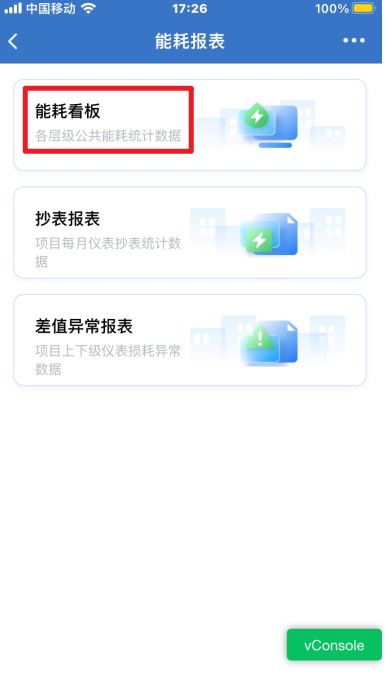 中国移动 17:26 100%
能耗报表
能耗看板
各层级公共能耗统计数据
抄表报表
项目每月仪表抄表统计数
据
差值异常报表
项目上下级仪表损耗异常
数据
vConsole